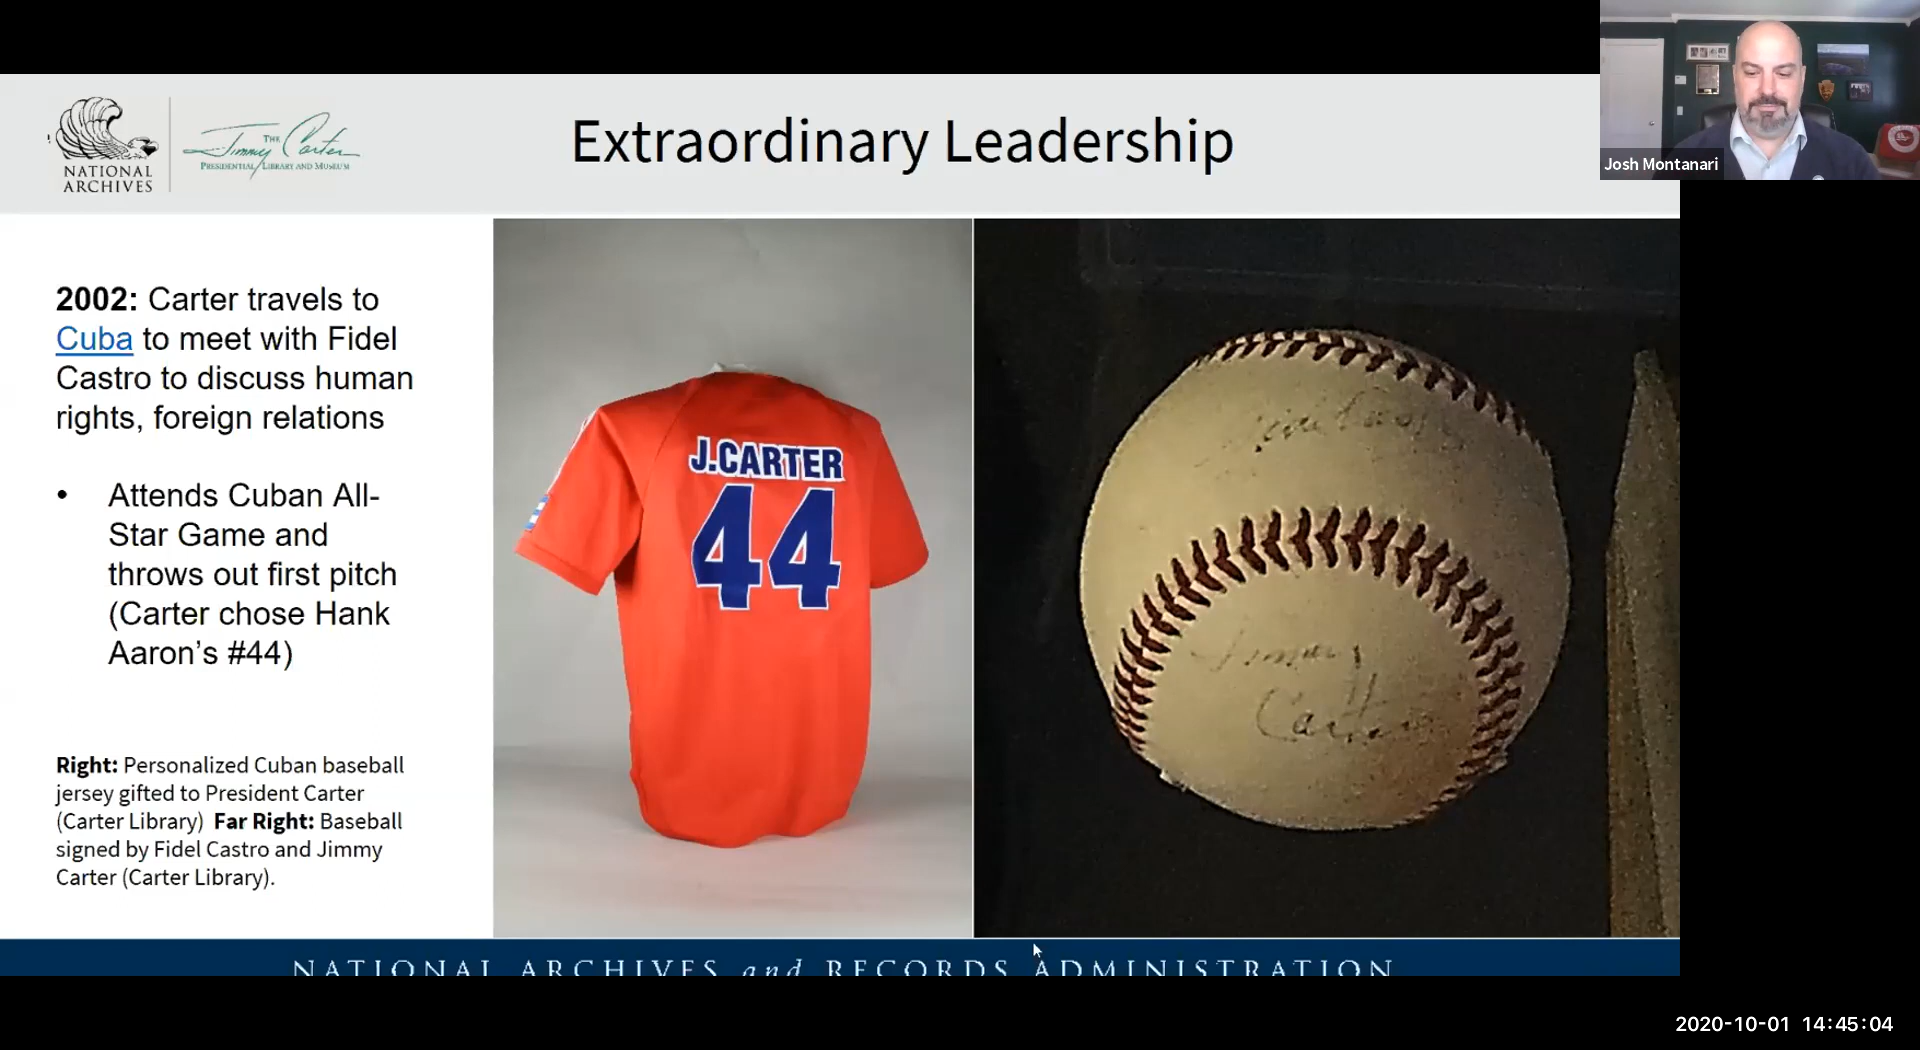 NATIONAL
ARCHIVES
THE
Jimmy Carter
PRESIDENTIAL LIBRARY AND MUSEUM
Extraordinary Leadership
Josh Montanari
2002: Carter travels to
Cuba to meet with Fidel
Castro to discuss human
rights, foreign relations
• Attends Cuban All-
Star Game and
throws out first pitch
(Carter chose Hank
Aaron’s #44)
Right: Personalized Cuban baseball
jersey gifted to President Carter
(Carter Library) Far Right: Baseball
signed by Fidel Castro and Jimmy
Carter (Carter Library).
J.CARTER
44
Jimmy
Carter
NATIONAL ARCHIVES and RECORDS ADMINISTRATION
2020-10-01 14:45:04